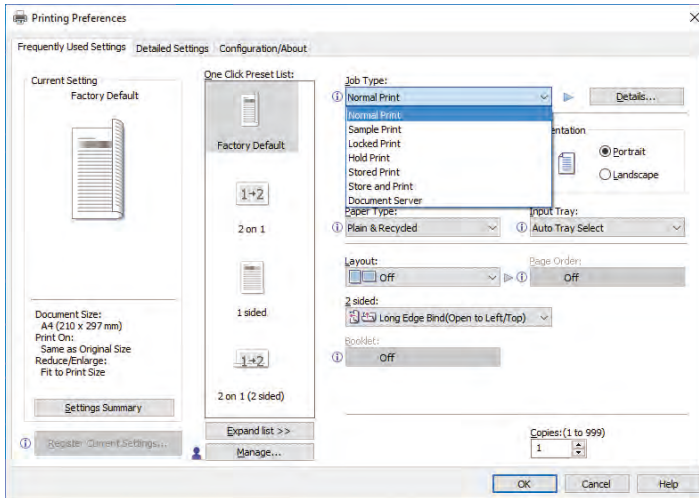 Printing Preferences
Frequently Used Settings
Detailed Settings
Configuration/About
Current Setting
Factory Default
Document Size:
A4 (210 x 297 mm)
Print On:
Same as Original Size
Reduce/Enlarge:
Fit to Print Size
Settings Summary
Register Current Settings...
One Click Preset List:
Factory Default
1→2
2 on 1
1 sided
1→2
2 on 1 (2 sided)
Expand list >>
Manage...
Job Type:
Normal Print
Details...
Normal Print
Sample Print
Locked Print
Hold Print
Stored Print
Store and Print
Document Server
entation
Portrait
Landscape
Paper Type:
Plain & Recycled
Input Tray:
Auto Tray Select
Layout:
Off
Page Order:
Off
2 sided:
Long Edge Bind(Open to Left/Top)
Booklet:
Off
Copies:(1 to 999)
1
OK
Cancel
Help